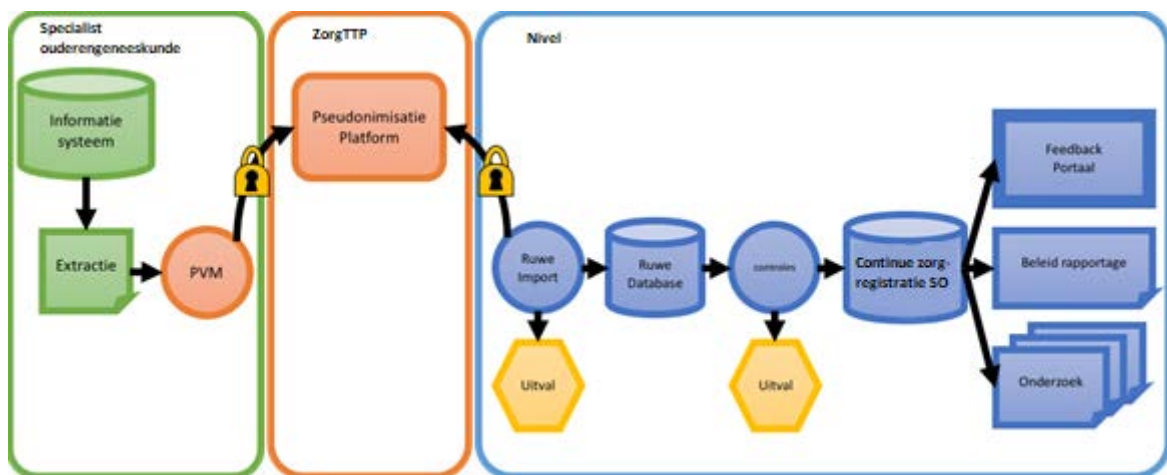 Specialist
ouderengeneeskunde
ZorgTTP
Nivel
Informatie
systeem
Pseudonimisatie
Platform
Feedback
Portaal
Extractie
PVM
Ruwe
Import
Ruwe
Database
controles
Continue zorg-
registratie SO
Beleid rapportage
Uitval
Uitval
Onderzoek